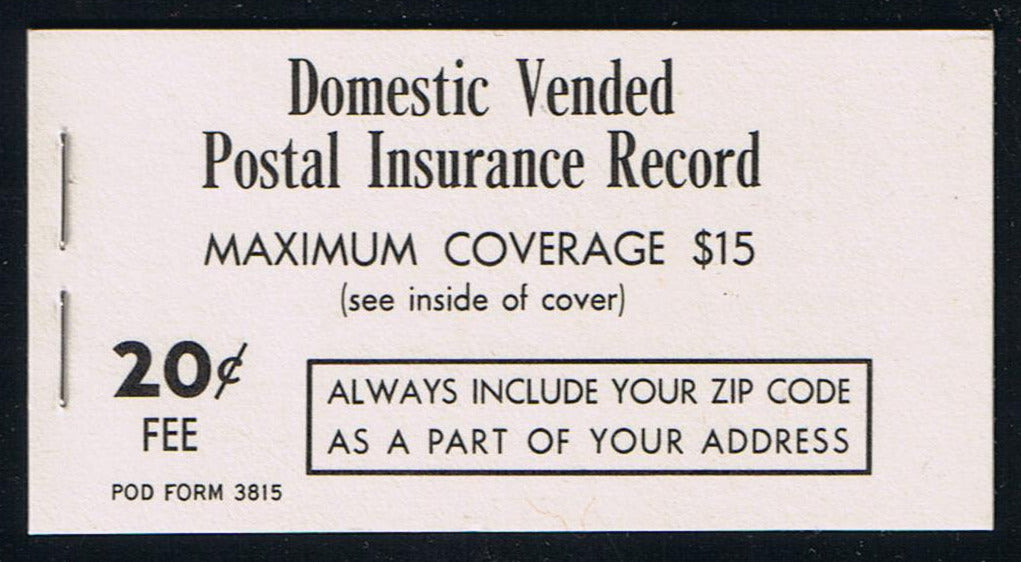 Domestic Vended
Postal Insurance Record
MAXIMUM COVERAGE $15
(see inside of cover)
20¢
FEE
ALWAYS INCLUDE YOUR ZIP CODE
AS A PART OF YOUR ADDRESS
POD FORM 3815